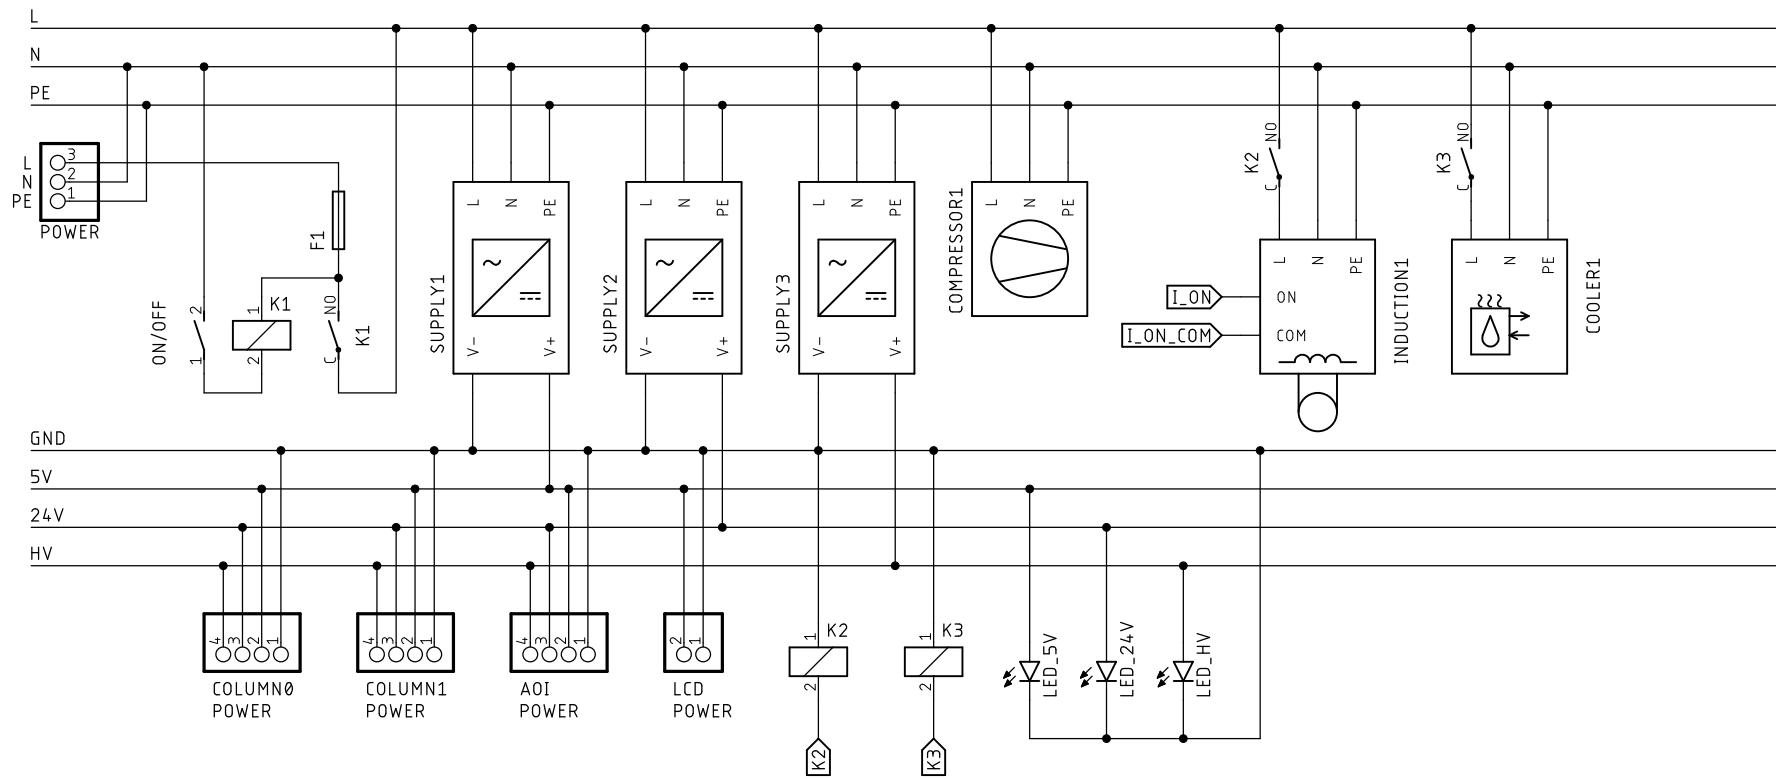 L
N
PE
L
N
PE
3
2
1
POWER
F1
ON/OFF
2
1
1
K1
2
NO
C
K1
L
N
PE
~
SUPPLY1
V-
V+
L
N
PE
~
SUPPLY2
V-
V+
L
N
PE
~
SUPPLY3
V-
V+
COMPRESSOR1
L
N
PE
K2
NO
C
L
N
PE
I_ON
ON
I_ON_COM
COM
INDUCTION1
K3
NO
C
L
N
PE
COOLER1
GND
5V
24V
HV
4
3
2
1
COLUMN0
POWER
4
3
2
1
COLUMN1
POWER
4
3
2
1
AOI
POWER
2
1
LCD
POWER
1
K2
2
K2
1
K3
2
K3
LED_5V
LED_24V
LED_HV